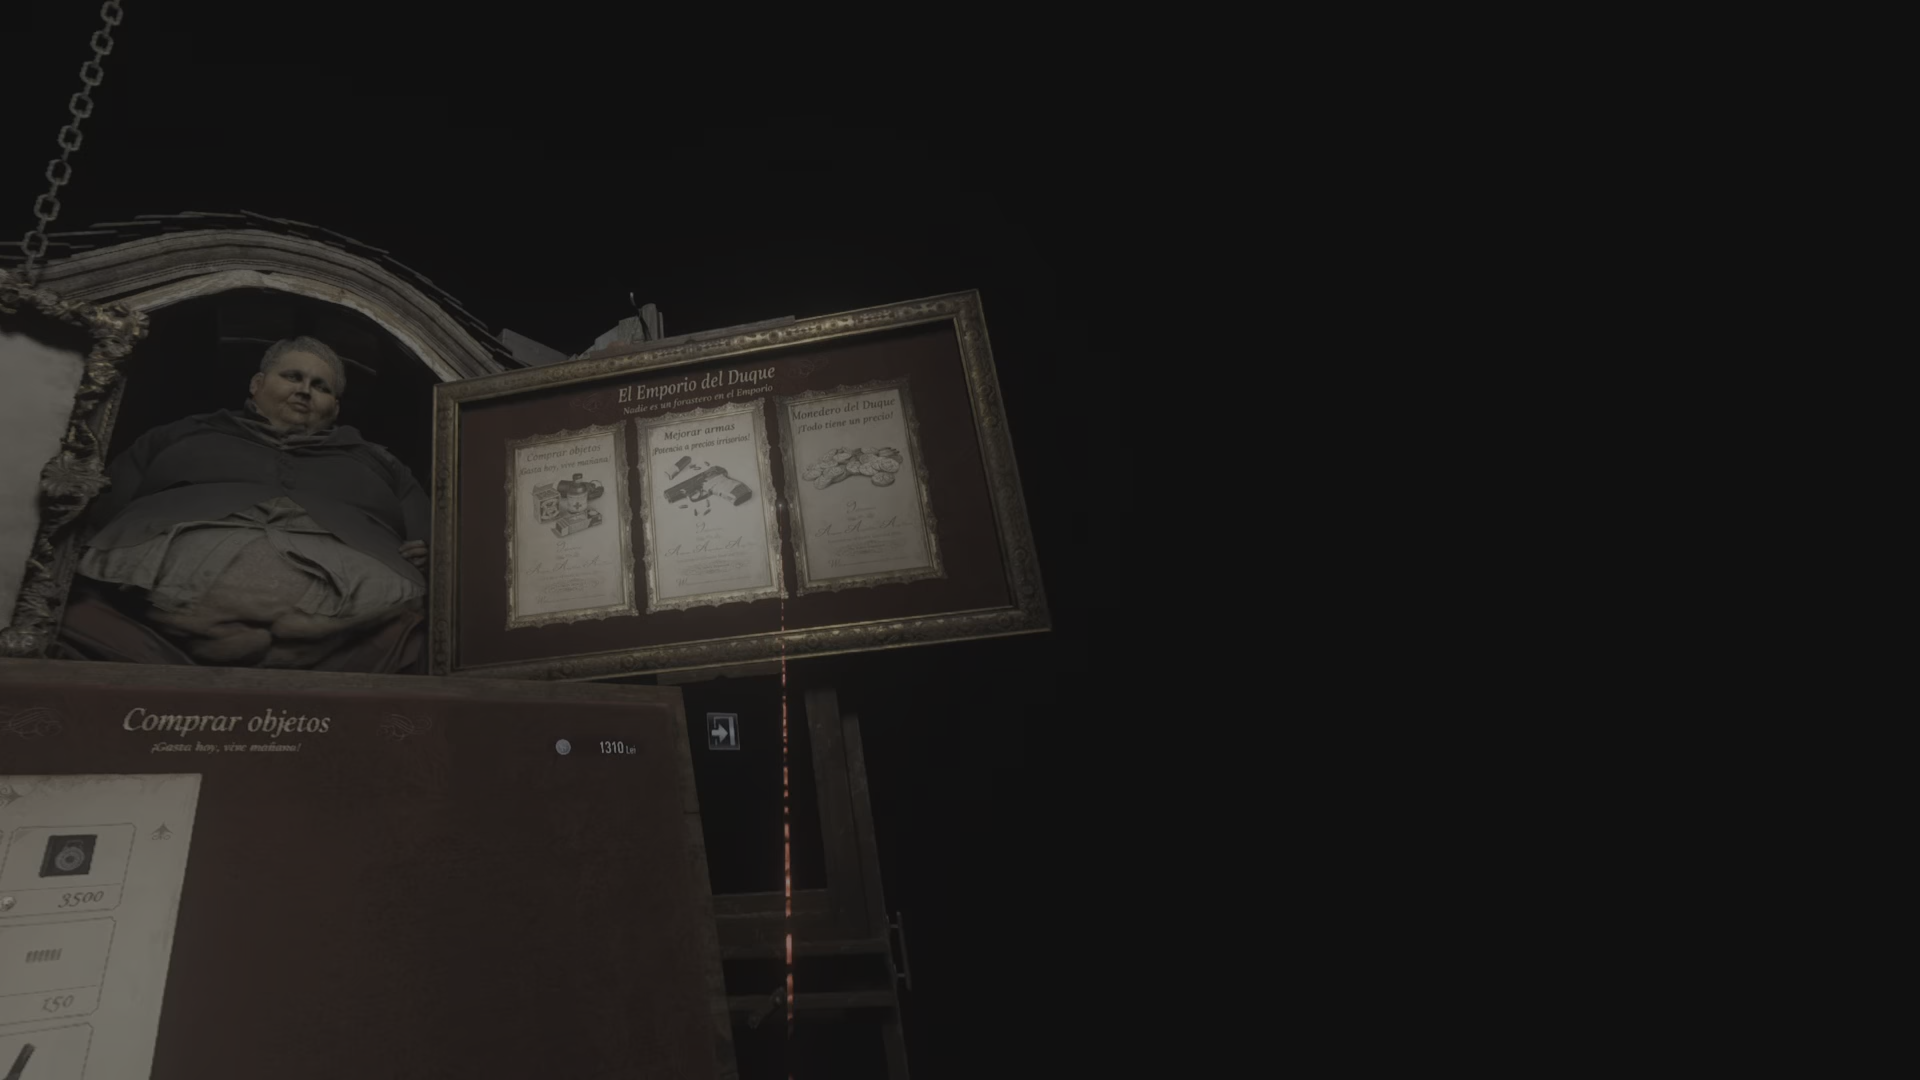 El Emporio del Duque
Nadie es un forastero en el Emporio
Comprar objetos
¡Gasta hoy, vive mañana!
Mejorar armas
¡Potencia a precios irrisorios!
Monedero del Duque
¡Todo tiene un precio!
Comprar objetos
¡Gasta hoy, vive mañana!
1310 Lei
3500
150